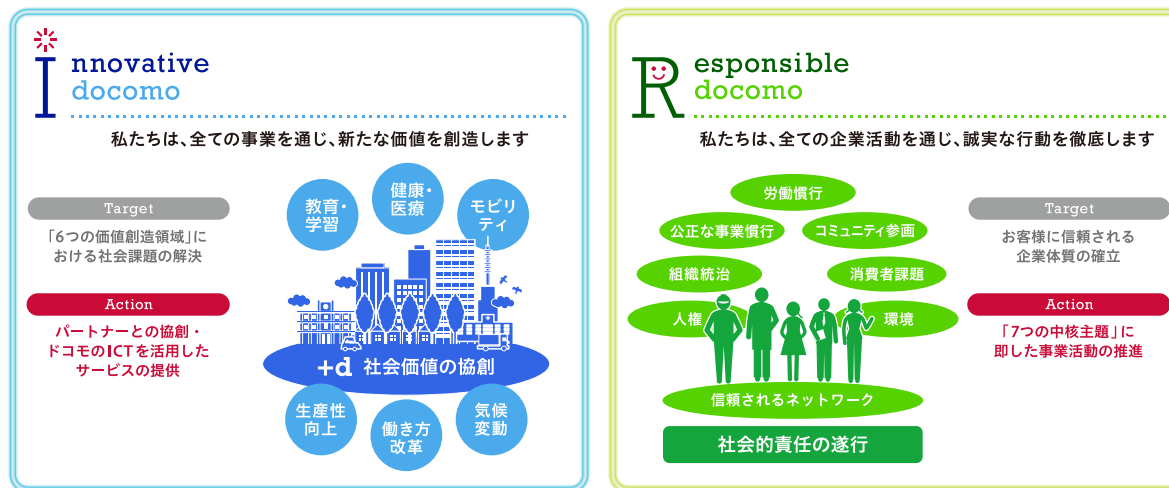 Innovative
docomo
私たちは、全ての事業を通じ、新たな価値を創造します
Target
「6つの価値創造領域」に
おける社会課題の解決
Action
パートナーとの協創・
ドコモのICTを活用した
サービスの提供
教育・
学習
健康・
医療
モビリ
ティ
+d 社会価値の協創
生産性
向上
働き方
改革
気候
変動
Responsible
docomo
私たちは、全ての企業活動を通じ、誠実な行動を徹底します
労働慣行
公正な事業慣行
コミュニティ参画
組織統治
消費者課題
人権
環境
信頼されるネットワーク
社会的責任の遂行
Target
お客様に信頼される
企業体質の確立
Action
「7つの中核主題」に
即した事業活動の推進